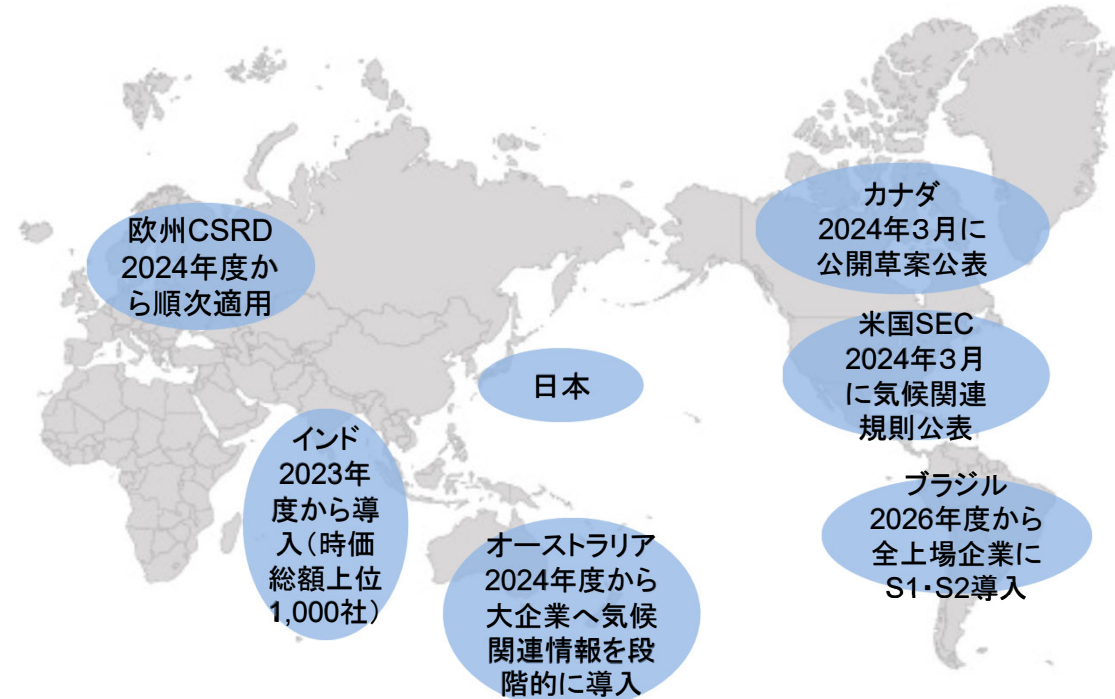 欧州CSRD
2024年度か
ら順次適用
カナダ
2024年3月に
公開草案公表
米国SEC
2024年3月
に気候関連
規則公表
日本
インド
2023年
度から導
入（時価
総額上位
1,000社）
オーストラリア
2024年度から
大企業へ気候
関連情報を段
階的に導入
ブラジル
2026年度から
全上場企業に
S1・S2導入